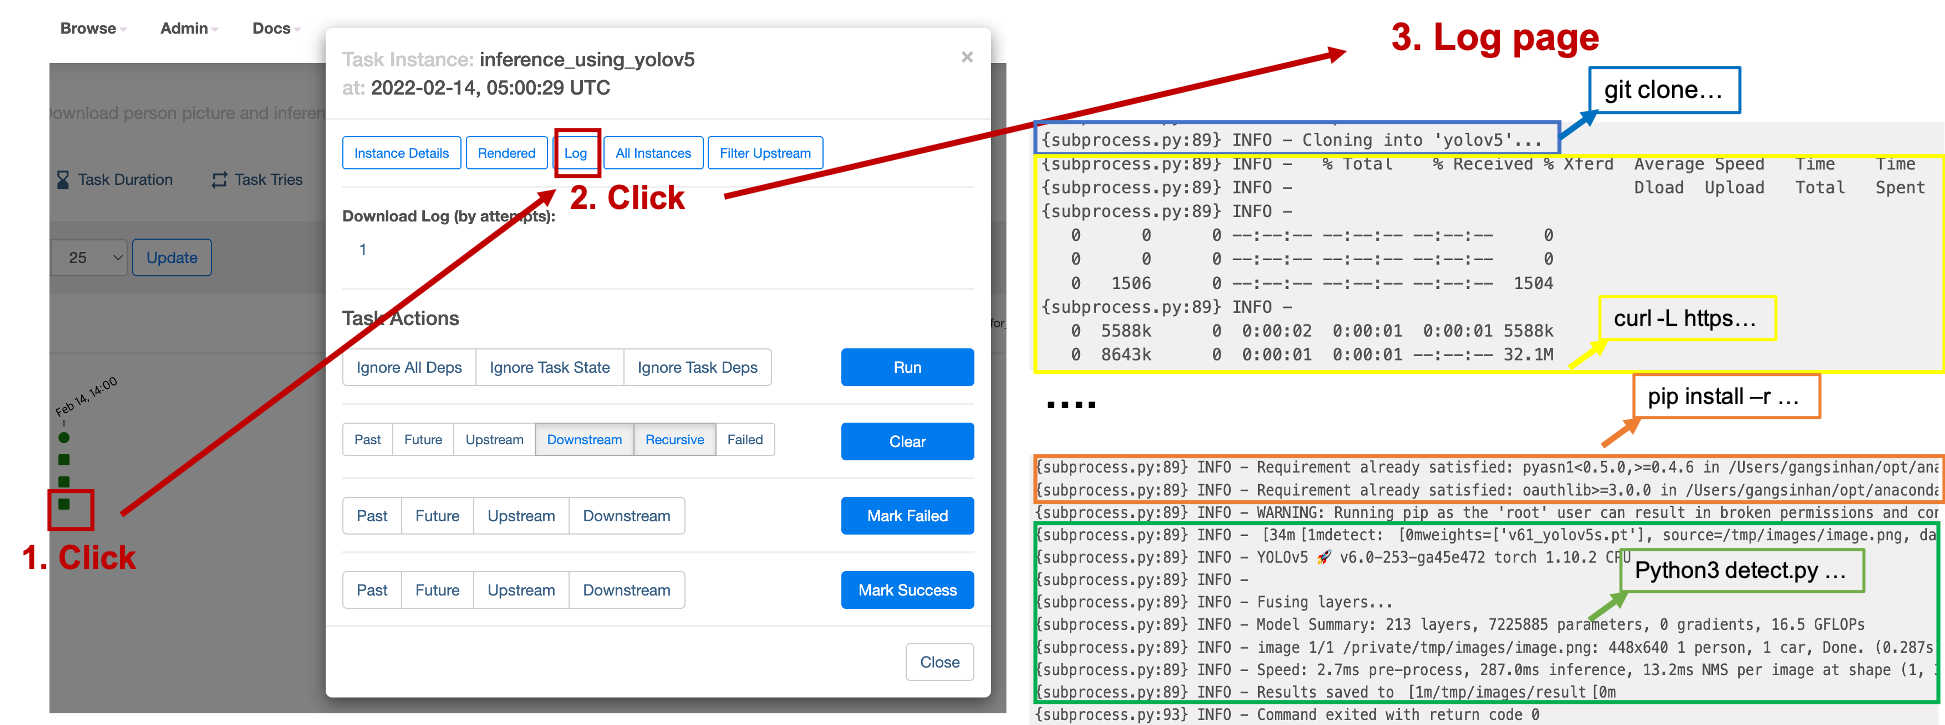 Browse
Admin
Docs
Download person picture and inferen
Task Duration
Task Tries
25
Update
Feb 14, 14:00
1. Click
Task Instance: inference_using_yolov5
×
at: 2022-02-14, 05:00:29 UTC
Instance Details
Rendered
Log
All Instances
Filter Upstream
2. Click
Download Log (by attempts):
1
Task Actions
Ignore All Deps
Ignore Task State
Ignore Task Deps
Run
Past
Future
Upstream
Downstream
Recursive
Failed
Clear
Past
Future
Upstream
Downstream
Mark Failed
Past
Future
Upstream
Downstream
Mark Success
Close
for_
3. Log page
git clone...
{subprocess.py:89} INFO - Cloning into 'yolov5'...
{subprocess.py:89} INFO -   % Total    % Received % Xferd  Average Speed   Time    Time
{subprocess.py:89} INFO -                                  Dload  Upload   Total   Spent
{subprocess.py:89} INFO -
0      0      0 --:--:-- --:--:-- --:--:--     0
0      0      0 --:--:-- --:--:-- --:--:--     0
0   1506      0 --:--:-- --:--:-- --:--:--  1504
{subprocess.py:89} INFO -
0  5588k      0  0:00:02  0:00:01  0:00:01 5588k
0  8643k      0  0:00:01  0:00:01 --:--:-- 32.1M
curl -L https...
....
pip install –r ...
{subprocess.py:89} INFO - Requirement already satisfied: pyasn1<0.5.0,>=0.4.6 in /Users/gangsinhan/opt/ana
{subprocess.py:89} INFO - Requirement already satisfied: oauthlib>=3.0.0 in /Users/gangsinhan/opt/anaconda
{subprocess.py:89} INFO - WARNING: Running pip as the 'root' user can result in broken permissions and con
{subprocess.py:89} INFO - [34m[1mdetect: [0mweights=['v61_yolov5s.pt'], source=/tmp/images/image.png, da
{subprocess.py:89} INFO - YOLOv5 🚀 v6.0-253-ga45e472 torch 1.10.2 CPU
{subprocess.py:89} INFO -
{subprocess.py:89} INFO - Fusing layers...
{subprocess.py:89} INFO - Model Summary: 213 layers, 7225885 parameters, 0 gradients, 16.5 GFLOPs
{subprocess.py:89} INFO - image 1/1 /private/tmp/images/image.png: 448x640 1 person, 1 car, Done. (0.287s
{subprocess.py:89} INFO - Speed: 2.7ms pre-process, 287.0ms inference, 13.2ms NMS per image at shape (1,
{subprocess.py:89} INFO - Results saved to [1m/tmp/images/result[0m
{subprocess.py:93} INFO - Command exited with return code 0
Python3 detect.py ...